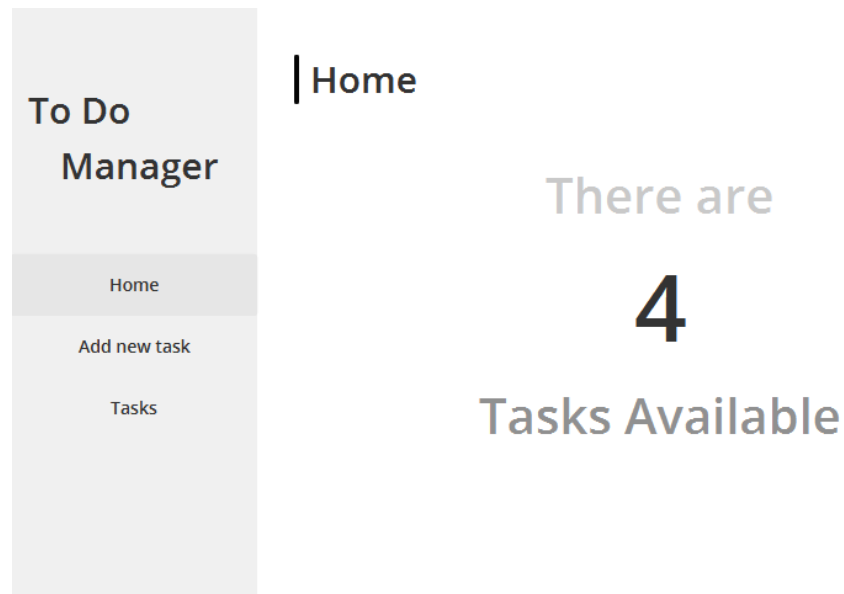 To Do
Manager
Home
Add new task
Tasks
Home
There are
4
Tasks Available